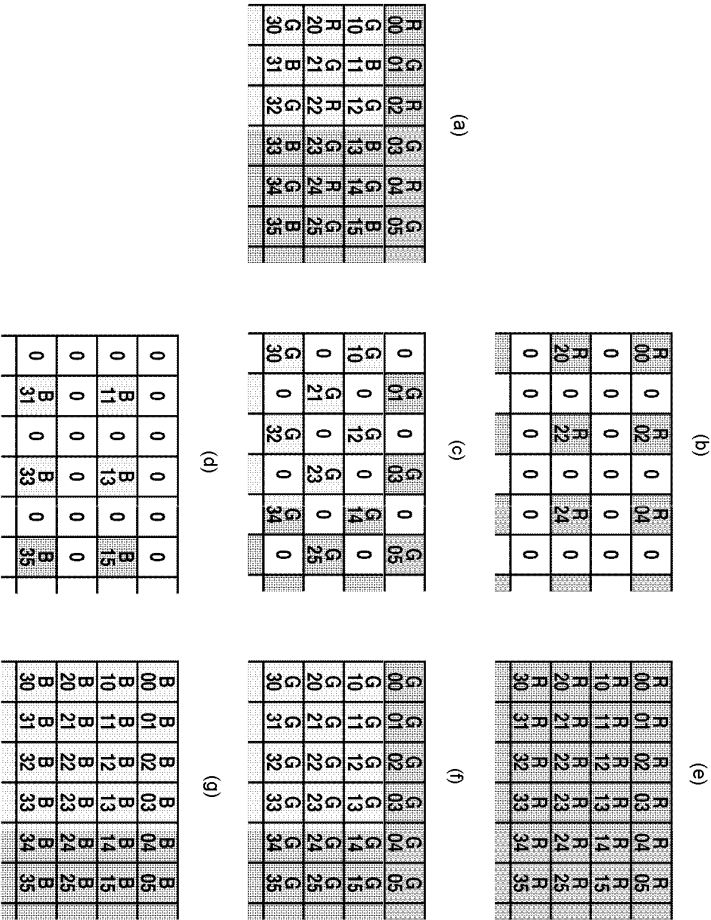 (a)
R G R G R G
00 01 02 03 04 05
G B G B G B
10 11 12 13 14 15
R G R G R G
20 21 22 23 24 25
G B G B G B
30 31 32 33 34 35
(b)
R 0 R 0 R 0
00 02 04
0 0 0 0 0 0
R 0 R 0 R 0
20 22 24
0 0 0 0 0 0
(c)
0 G 0 G 0 G
01 03 05
G 0 G 0 G 0
10 12 14
0 G 0 G 0 G
21 23 25
G 0 G 0 G 0
30 32 34
(d)
0 0 0 0 0 0
0 B 0 B 0 B
11 13 15
0 0 0 0 0 0
0 B 0 B 0 B
31 33 35
(e)
R R R R R R
00 01 02 03 04 05
R R R R R R
10 11 12 13 14 15
R R R R R R
20 21 22 23 24 25
R R R R R R
30 31 32 33 34 35
(f)
G G G G G G
00 01 02 03 04 05
G G G G G G
10 11 12 13 14 15
G G G G G G
20 21 22 23 24 25
G G G G G G
30 31 32 33 34 35
(g)
B B B B B B
00 01 02 03 04 05
B B B B B B
10 11 12 13 14 15
B B B B B B
20 21 22 23 24 25
B B B B B B
30 31 32 33 34 35